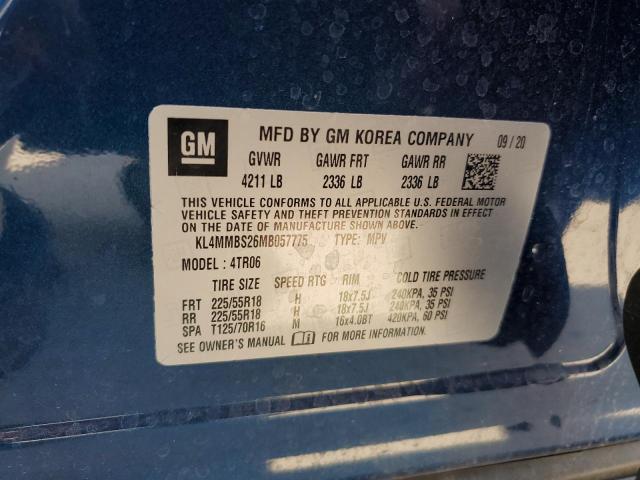 GM
MFD BY GM KOREA COMPANY 09/20
GVWR GAWR FRT GAWR RR
4211 LB 2336 LB 2336 LB
THIS VEHICLE CONFORMS TO ALL APPLICABLE U.S. FEDERAL MOTOR
VEHICLE SAFETY AND THEFT PREVENTION STANDARDS IN EFFECT
ON THE DATE OF MANUFACTURE SHOWN ABOVE.
KL4MMBS26MB057775 TYPE: MPV
MODEL : 4TR06
TIRE SIZE SPEED RTG RIM COLD TIRE PRESSURE
FRT 225/55R18 H 18x7.5J 240KPA, 35 PSI
RR 225/55R18 H 18x7.5J 240KPA, 35 PSI
SPA T125/70R16 M 16x4.0BT 420KPA, 60 PSI
SEE OWNER'S MANUAL FOR ADDITIONAL INFORMATION